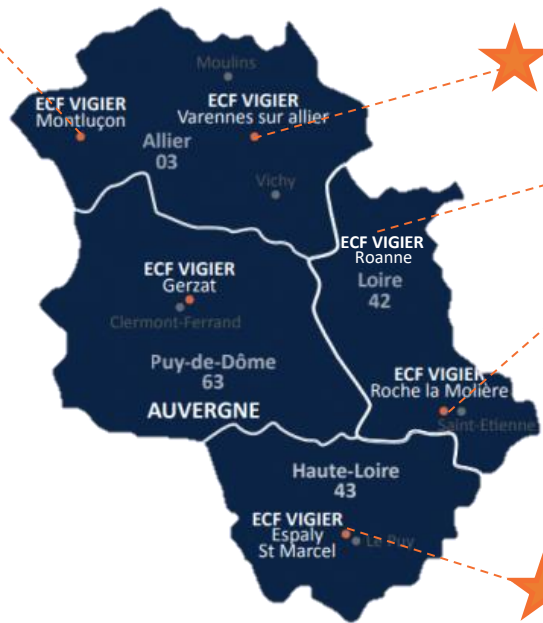 Moulins
ECF VIGIER
Montluçon
ECF VIGIER
Varennes sur allier
Allier
03
Vichy
ECF VIGIER
Roanne
Loire
42
ECF VIGIER
Gerzat
Clermont-Ferrand
Puy-de-Dôme
63
AUVERGNE
ECF VIGIER
Roche la Molière
Saint-Etienne
Haute-Loire
43
ECF VIGIER
Espaly
St Marcel
Le Puy